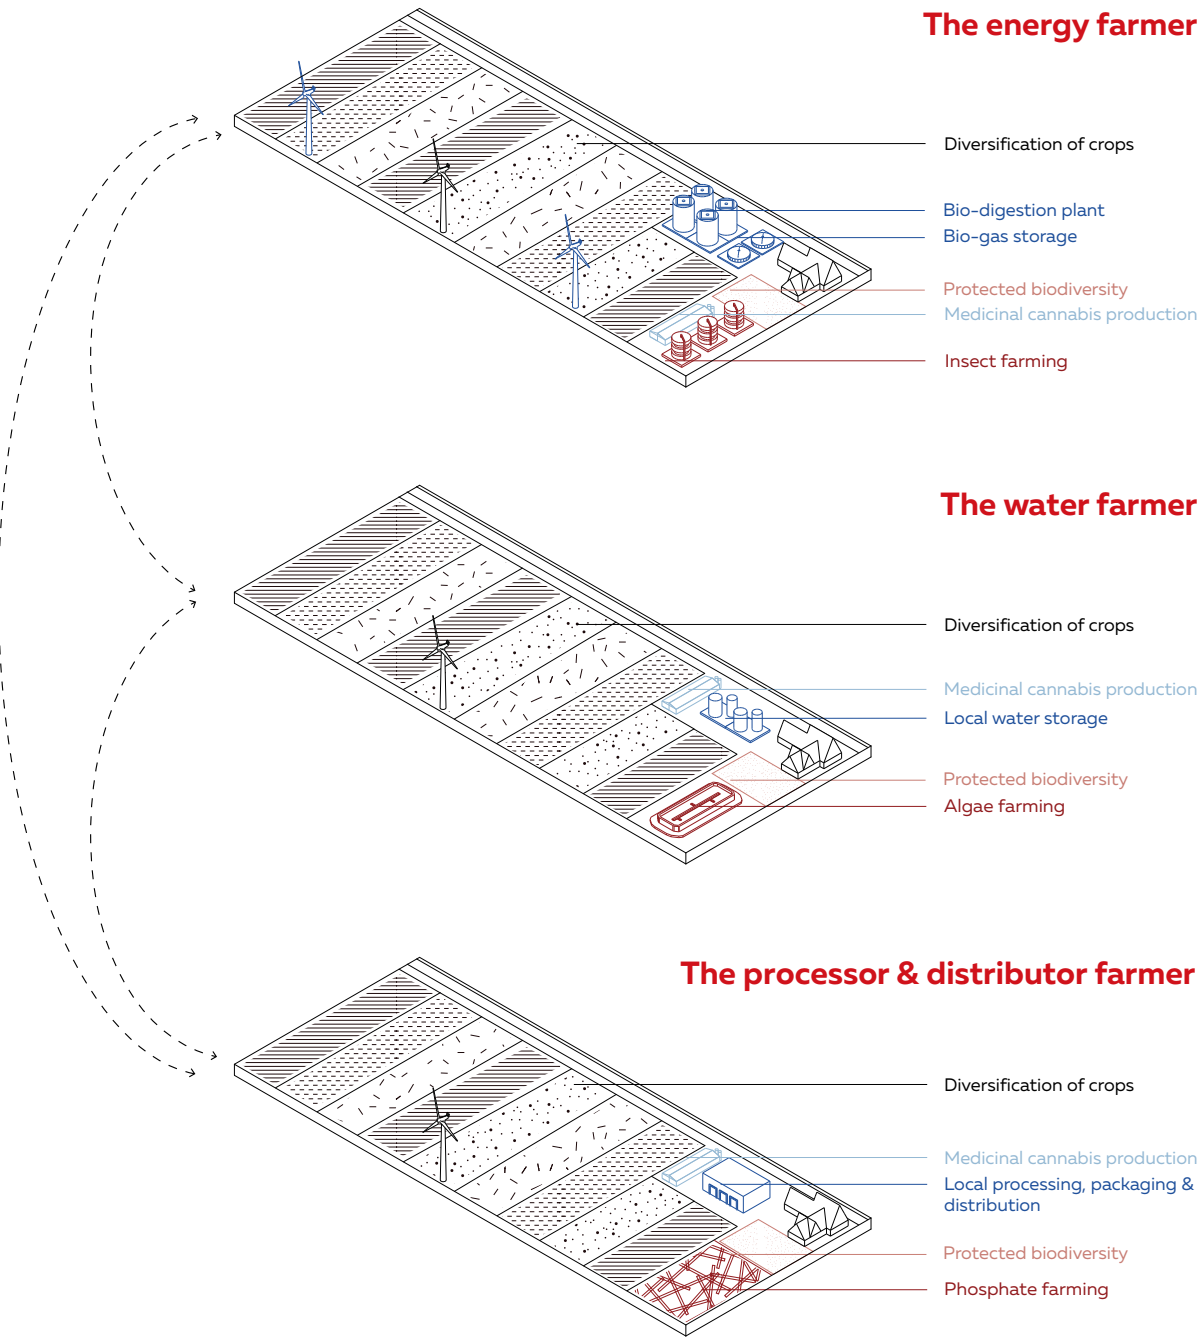 The energy farmer
Diversification of crops
Bio-digestion plant
Bio-gas storage
Protected biodiversity
Medicinal cannabis production
Insect farming
The water farmer
Diversification of crops
Medicinal cannabis production
Local water storage
Protected biodiversity
Algae farming
The processor & distributor farmer
Diversification of crops
Medicinal cannabis production
Local processing, packaging &
distribution
Protected biodiversity
Phosphate farming